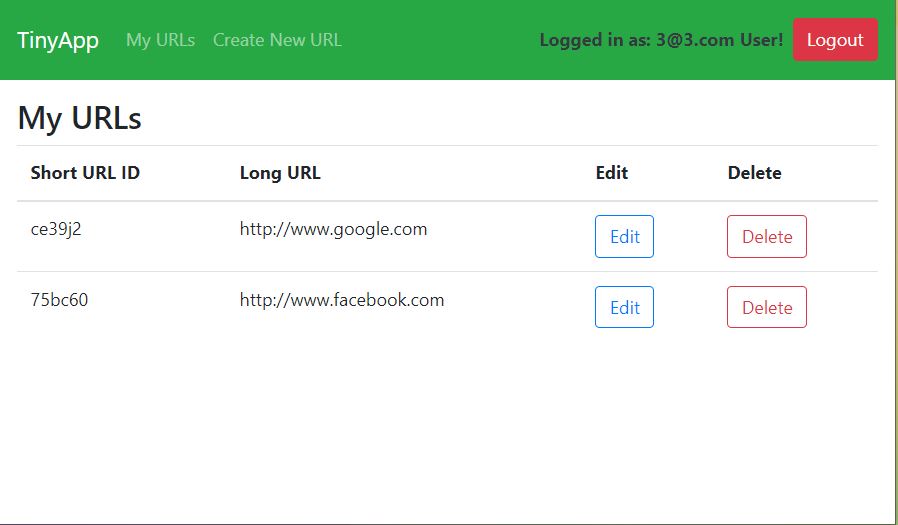 TinyApp My URLs Create New URL Logged in as: 3@3.com User! Logout
My URLs
Short URL ID Long URL Edit Delete
ce39j2 http://www.google.com Edit Delete
75bc60 http://www.facebook.com Edit Delete